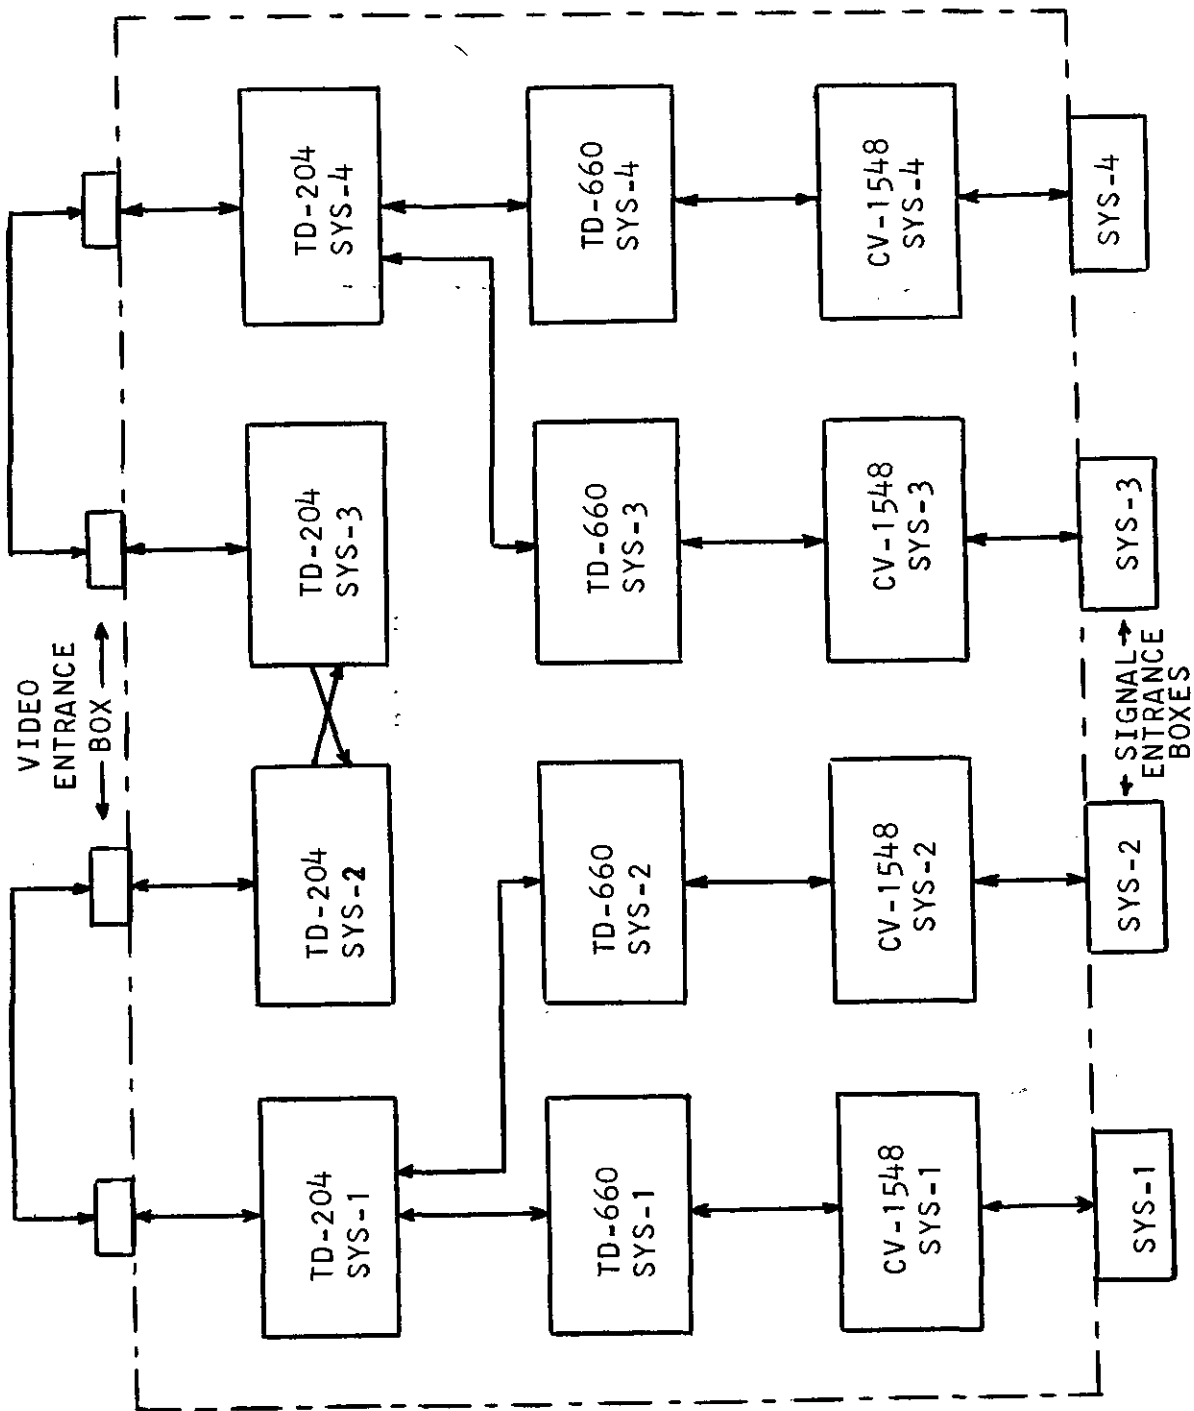 VIDEO
ENTRANCE
BOX
TD-204
SYS-1
TD-204
SYS-2
TD-204
SYS-3
TD-204
SYS-4
TD-660
SYS-1
TD-660
SYS-2
TD-660
SYS-3
TD-660
SYS-4
CV-1548
SYS-1
CV-1548
SYS-2
CV-1548
SYS-3
CV-1548
SYS-4
SYS-1
SYS-2
SYS-3
SYS-4
SIGNAL
ENTRANCE
BOXES